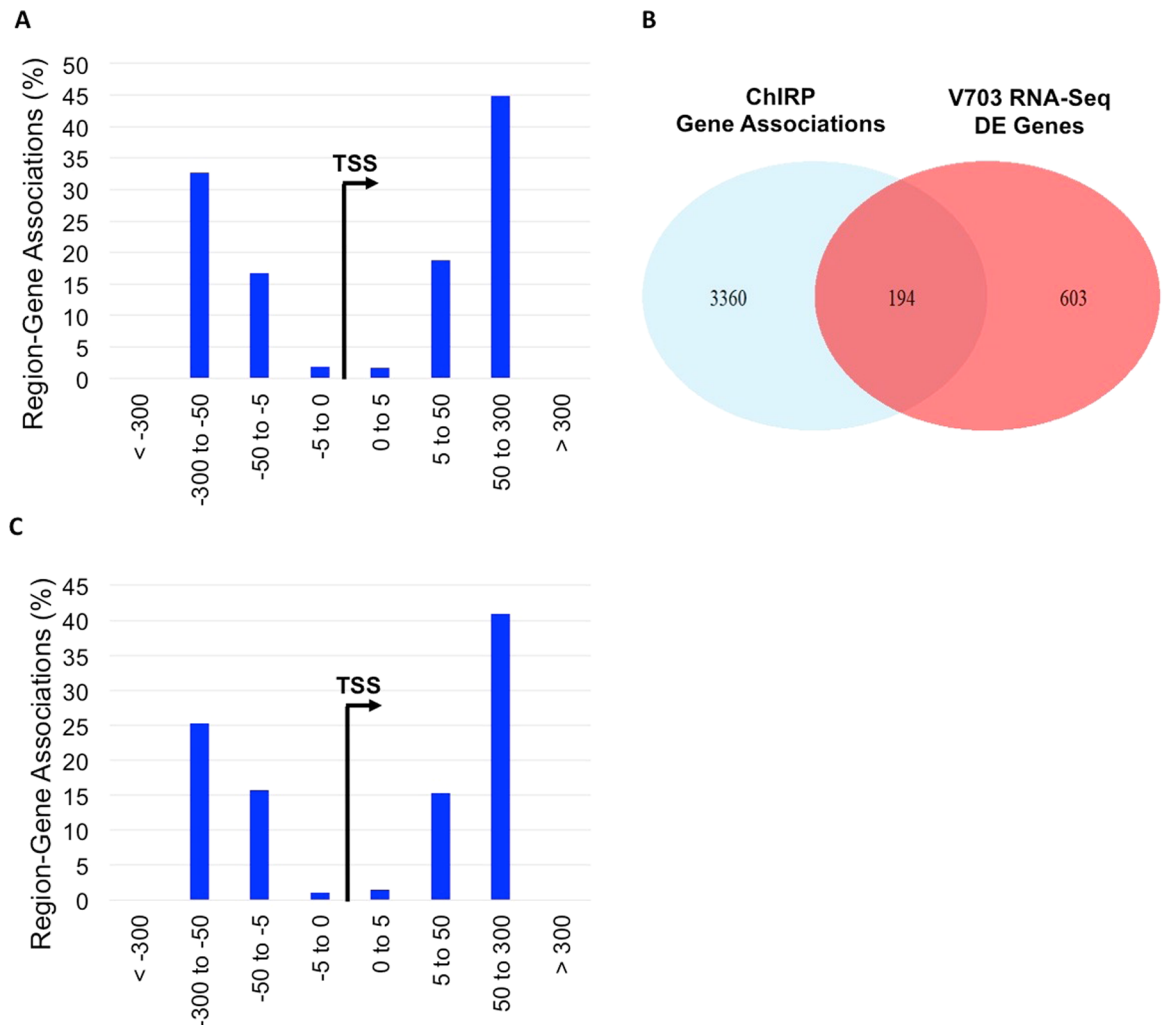 A
Region-Gene Associations (%)
50
45
40
35
30
25
20
15
10
5
0
TSS
< -300
-300 to -50
-50 to -5
-5 to 0
0 to 5
5 to 50
50 to 300
> 300
B
ChIRP
Gene Associations
V703 RNA-Seq
DE Genes
3360
194
603
C
Region-Gene Associations (%)
45
40
35
30
25
20
15
10
5
0
TSS
< -300
-300 to -50
-50 to -5
-5 to 0
0 to 5
5 to 50
50 to 300
> 300